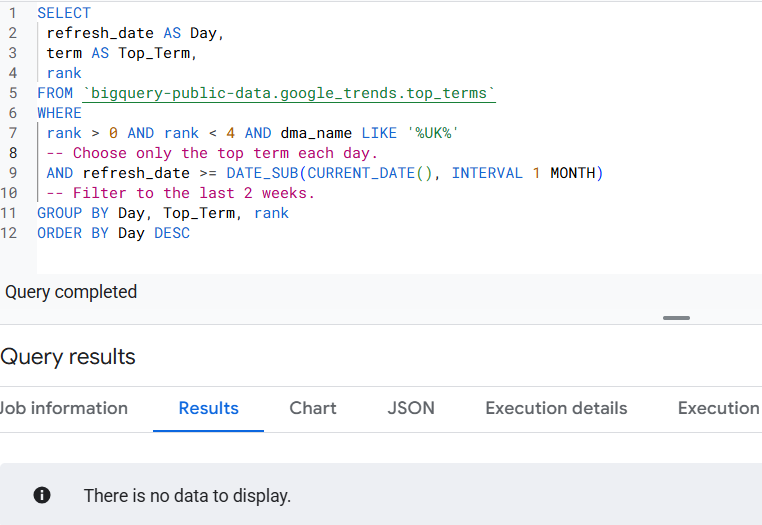 1 SELECT
2 refresh_date AS Day,
3 term AS Top_Term,
4 rank
5 FROM `bigquery-public-data.google_trends.top_terms`
6 WHERE
7 rank > 0 AND rank < 4 AND dma_name LIKE '%UK%'
8 -- Choose only the top term each day.
9 AND refresh_date >= DATE_SUB(CURRENT_DATE(), INTERVAL 1 MONTH)
10 -- Filter to the last 2 weeks.
11 GROUP BY Day, Top_Term, rank
12 ORDER BY Day DESC
Query completed
Query results
Job information Results Chart JSON Execution details Execution
There is no data to display.